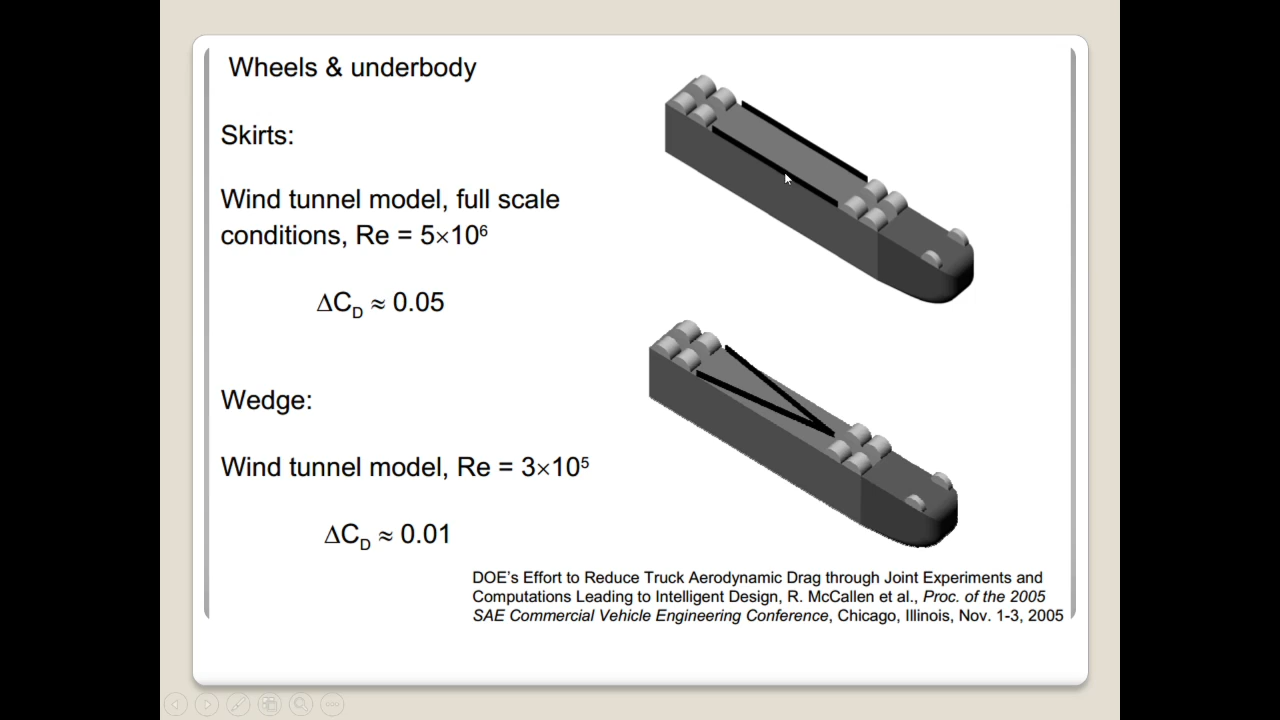 Wheels & underbody
Skirts:
Wind tunnel model, full scale
conditions, Re = 5×10⁶
ΔC_D ≈ 0.05
Wedge:
Wind tunnel model, Re = 3×10⁵
ΔC_D ≈ 0.01
DOE's Effort to Reduce Truck Aerodynamic Drag through Joint Experiments and
Computations Leading to Intelligent Design, R. McCallen et al., Proc. of the 2005
SAE Commercial Vehicle Engineering Conference, Chicago, Illinois, Nov. 1-3, 2005